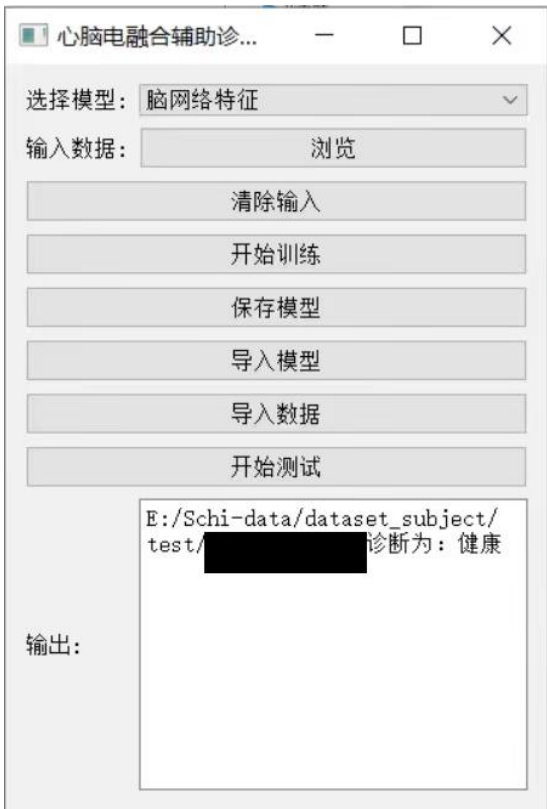 心脑电融合辅助诊...
选择模型: 脑网络特征
输入数据: 浏览
清除输入
开始训练
保存模型
导入模型
导入数据
开始测试
E:/Schi-data/dataset_subject/
test/ 诊断为: 健康
输出: